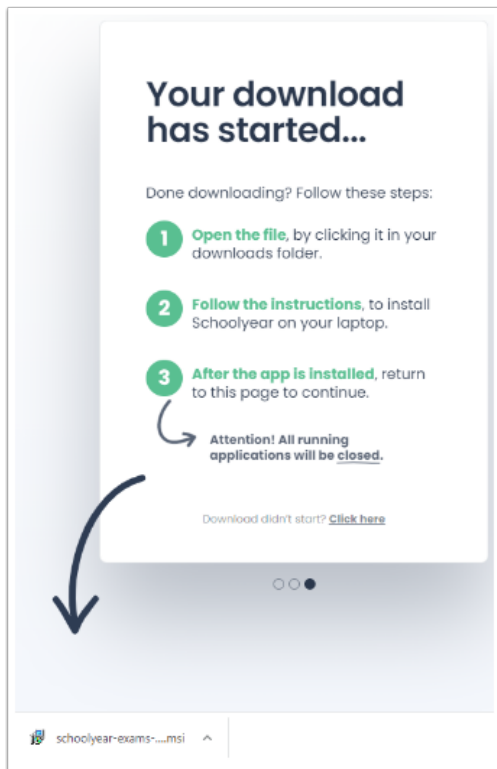 Your download
has started...
Done downloading? Follow these steps:
1 Open the file, by clicking it in your
downloads folder.
2 Follow the instructions, to install
Schoolyear on your laptop.
3 After the app is installed, return
to this page to continue.
Attention! All running
applications will be closed.
Download didn't start? Click here
schoolyear-exams-....msi